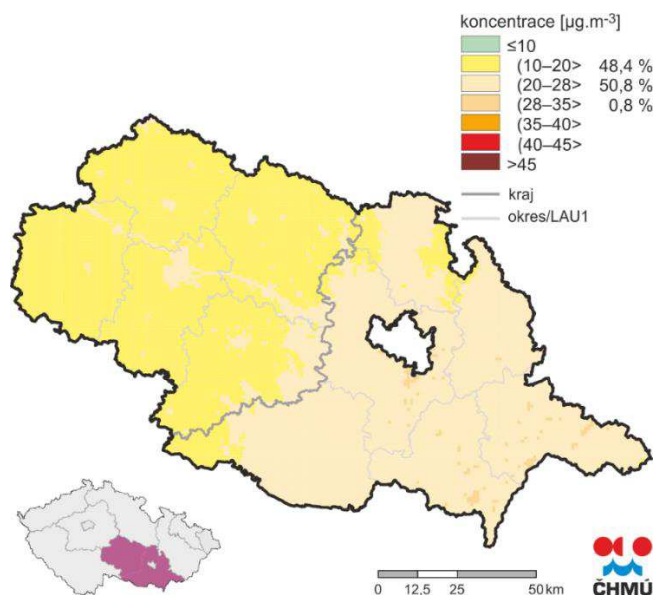 koncentrace [µg.m⁻³]
≤10
(10–20> 48,4 %
(20–28> 50,8 %
(28–35> 0,8 %
(35–40>
(40–45>
>45
kraj
okres/LAU1
0 12,5 25 50 km
ČHMÚ